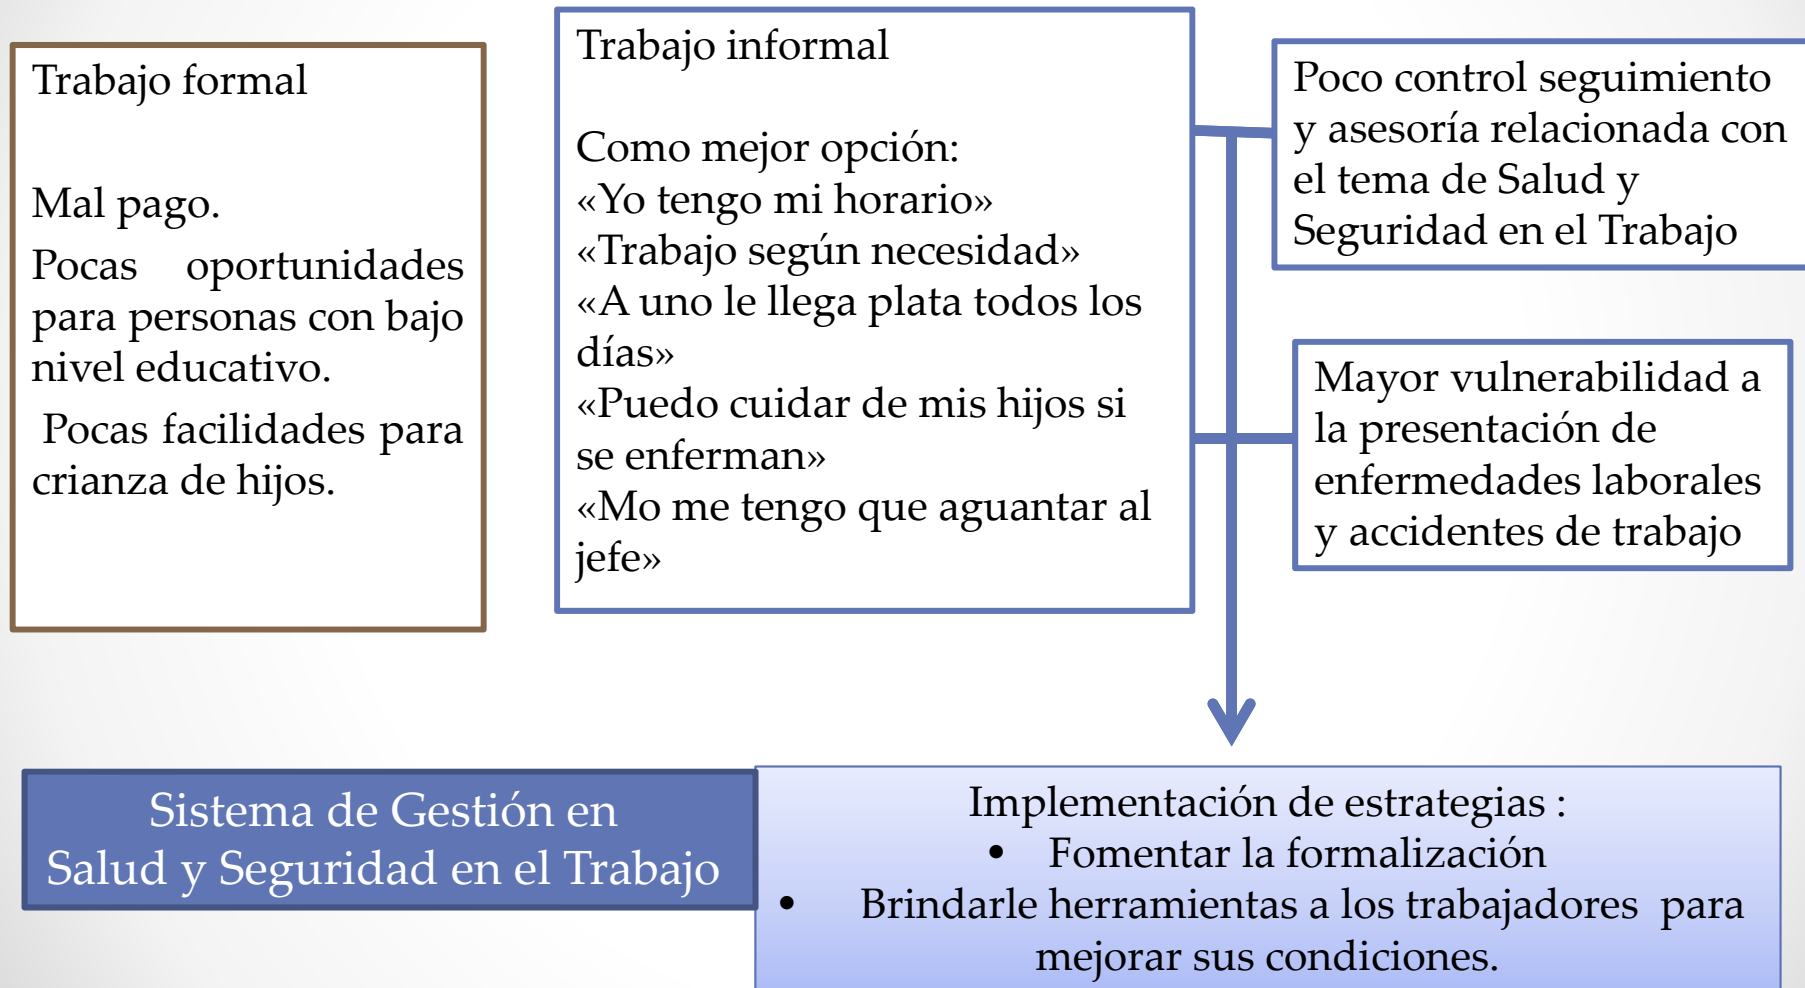 Trabajo formal
Mal pago.
Pocas oportunidades
para personas con bajo
nivel educativo.
Pocas facilidades para
crianza de hijos.
Trabajo informal
Como mejor opción:
«Yo tengo mi horario»
«Trabajo según necesidad»
«A uno le llega plata todos los
días»
«Puedo cuidar de mis hijos si
se enferman»
«Mo me tengo que aguantar al
jefe»
Poco control seguimiento
y asesoría relacionada con
el tema de Salud y
Seguridad en el Trabajo
Mayor vulnerabilidad a
la presentación de
enfermedades laborales
y accidentes de trabajo
Sistema de Gestión en
Salud y Seguridad en el Trabajo
Implementación de estrategias :
• Fomentar la formalización
• Brindarle herramientas a los trabajadores para
mejorar sus condiciones.